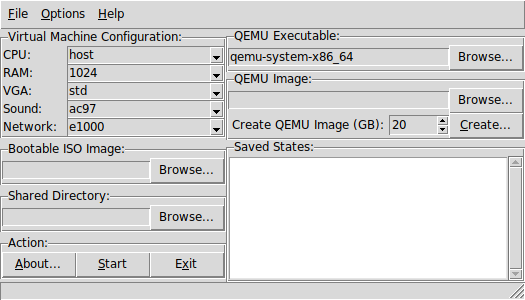 File Options Help
Virtual Machine Configuration:
CPU: host
RAM: 1024
VGA: std
Sound: ac97
Network: e1000
QEMU Executable:
qemu-system-x86_64 Browse...
QEMU Image:
Browse...
Create QEMU Image (GB): 20 Create...
Bootable ISO Image:
Browse...
Shared Directory:
Browse...
Action:
About... Start Exit
Saved States: